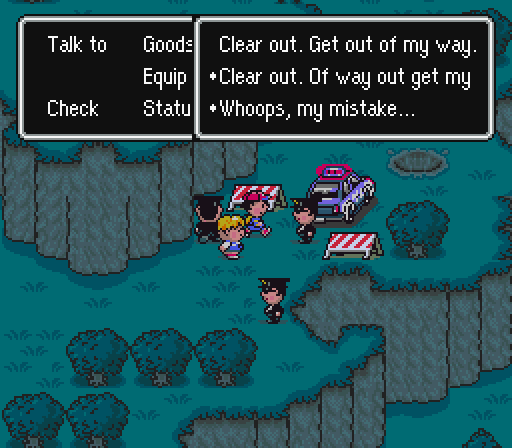 Talk to Goods
Equip
Check Statu
Clear out. Get out of my way.
•Clear out. Of way out get my
•Whoops, my mistake...